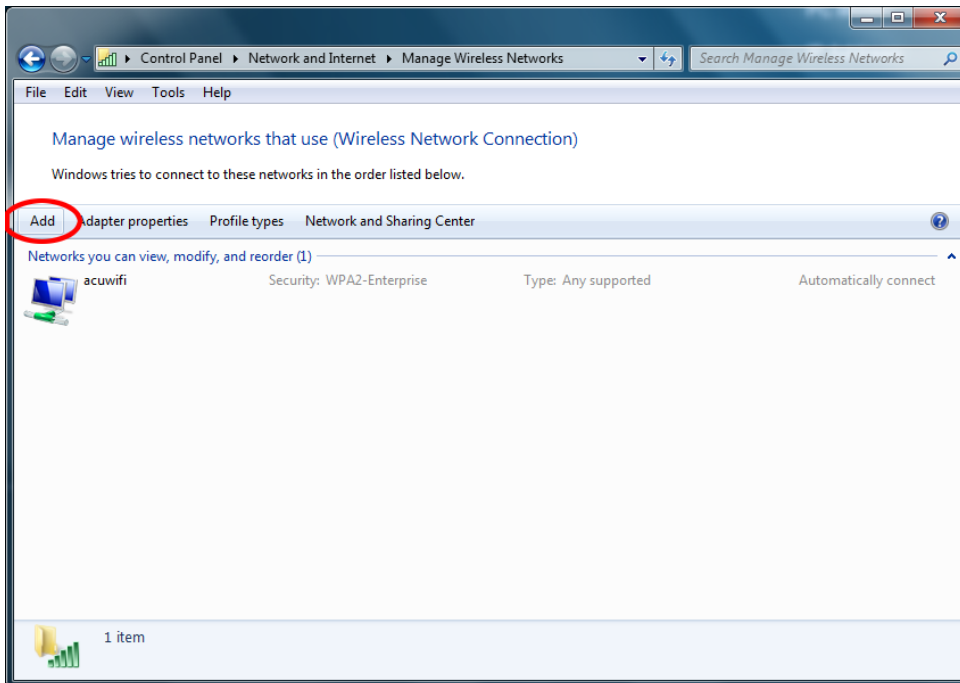 Control Panel Network and Internet Manage Wireless Networks Search Manage Wireless Networks
File Edit View Tools Help
Manage wireless networks that use (Wireless Network Connection)
Windows tries to connect to these networks in the order listed below.
Add Adapter properties Profile types Network and Sharing Center
Networks you can view, modify, and reorder (1)
acuwifi Security: WPA2-Enterprise Type: Any supported Automatically connect
1 item